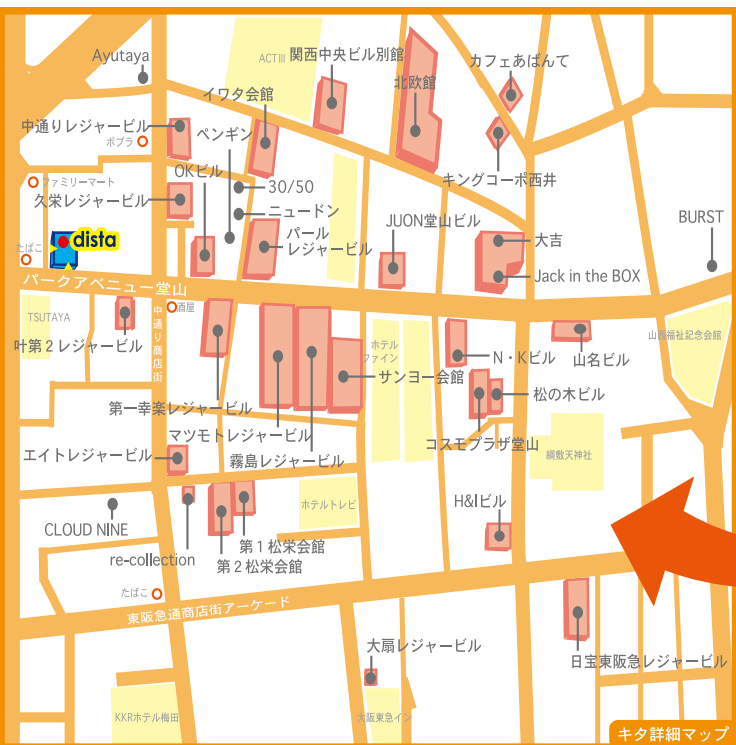 Ayutaya
ACTⅢ
関西中央ビル別館
カフェあばんて
北欧館
イワタ会館
中通りレジャービル
ポプラ
ペンギン
キングコーポ西井
OKビル
ファミリーマート
30/50
久栄レジャービル
ニュードン
JUON堂山ビル
BURST
パール
レジャービル
大吉
dista
たばこ
Jack in the BOX
パークアベニュー堂山
酒屋
TSUTAYA
中通り商店街
叶第2レジャービル
ホテル
ファイン
N・Kビル
山名ビル
山西福祉記念会館
サンヨー会館
松の木ビル
第一幸楽レジャービル
マツモトレジャービル
コスモプラザ堂山
綱敷天神社
エイトレジャービル
霧島レジャービル
H&Iビル
ホテルトレビ
CLOUD NINE
第1松栄会館
re-collection
第2松栄会館
たばこ
東阪急通商店街アーケード
大扇レジャービル
日宝東阪急レジャービル
KKRホテル梅田
大阪東急イン
キタ詳細マップ